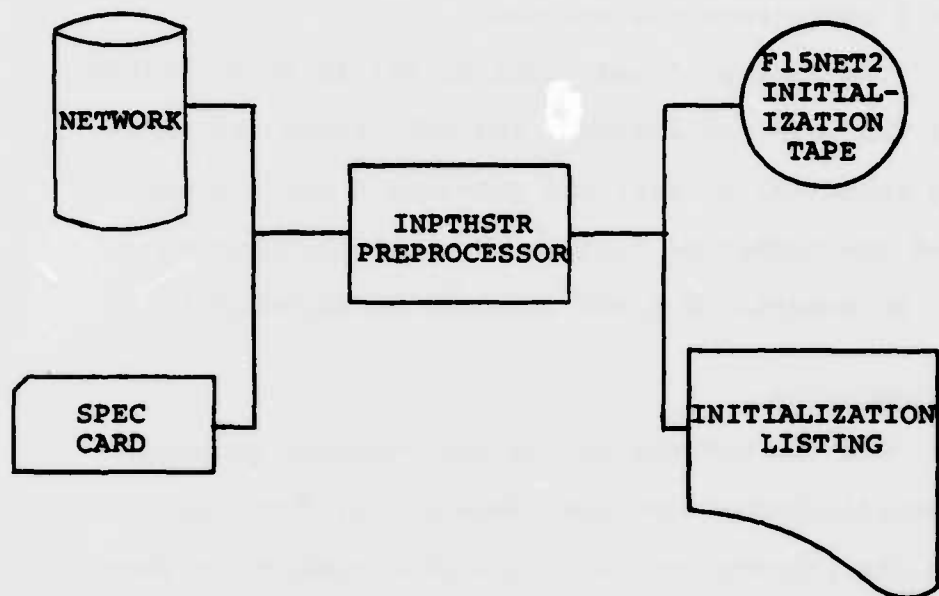 NETWORK
F15NET2
INITIAL-
IZATION
TAPE
INPTHSTR
PREPROCESSOR
SPEC
CARD
INITIALIZATION
LISTING